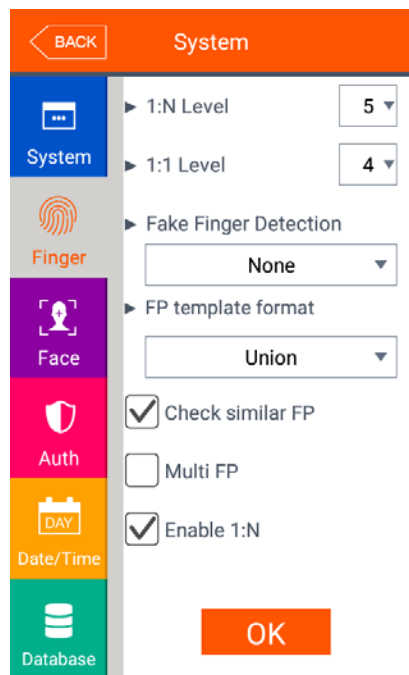 BACK
System
System
Finger
Face
Auth
DAY
Date/Time
Database
1:N Level
5
1:1 Level
4
Fake Finger Detection
None
FP template format
Union
Check similar FP
Multi FP
Enable 1:N
OK